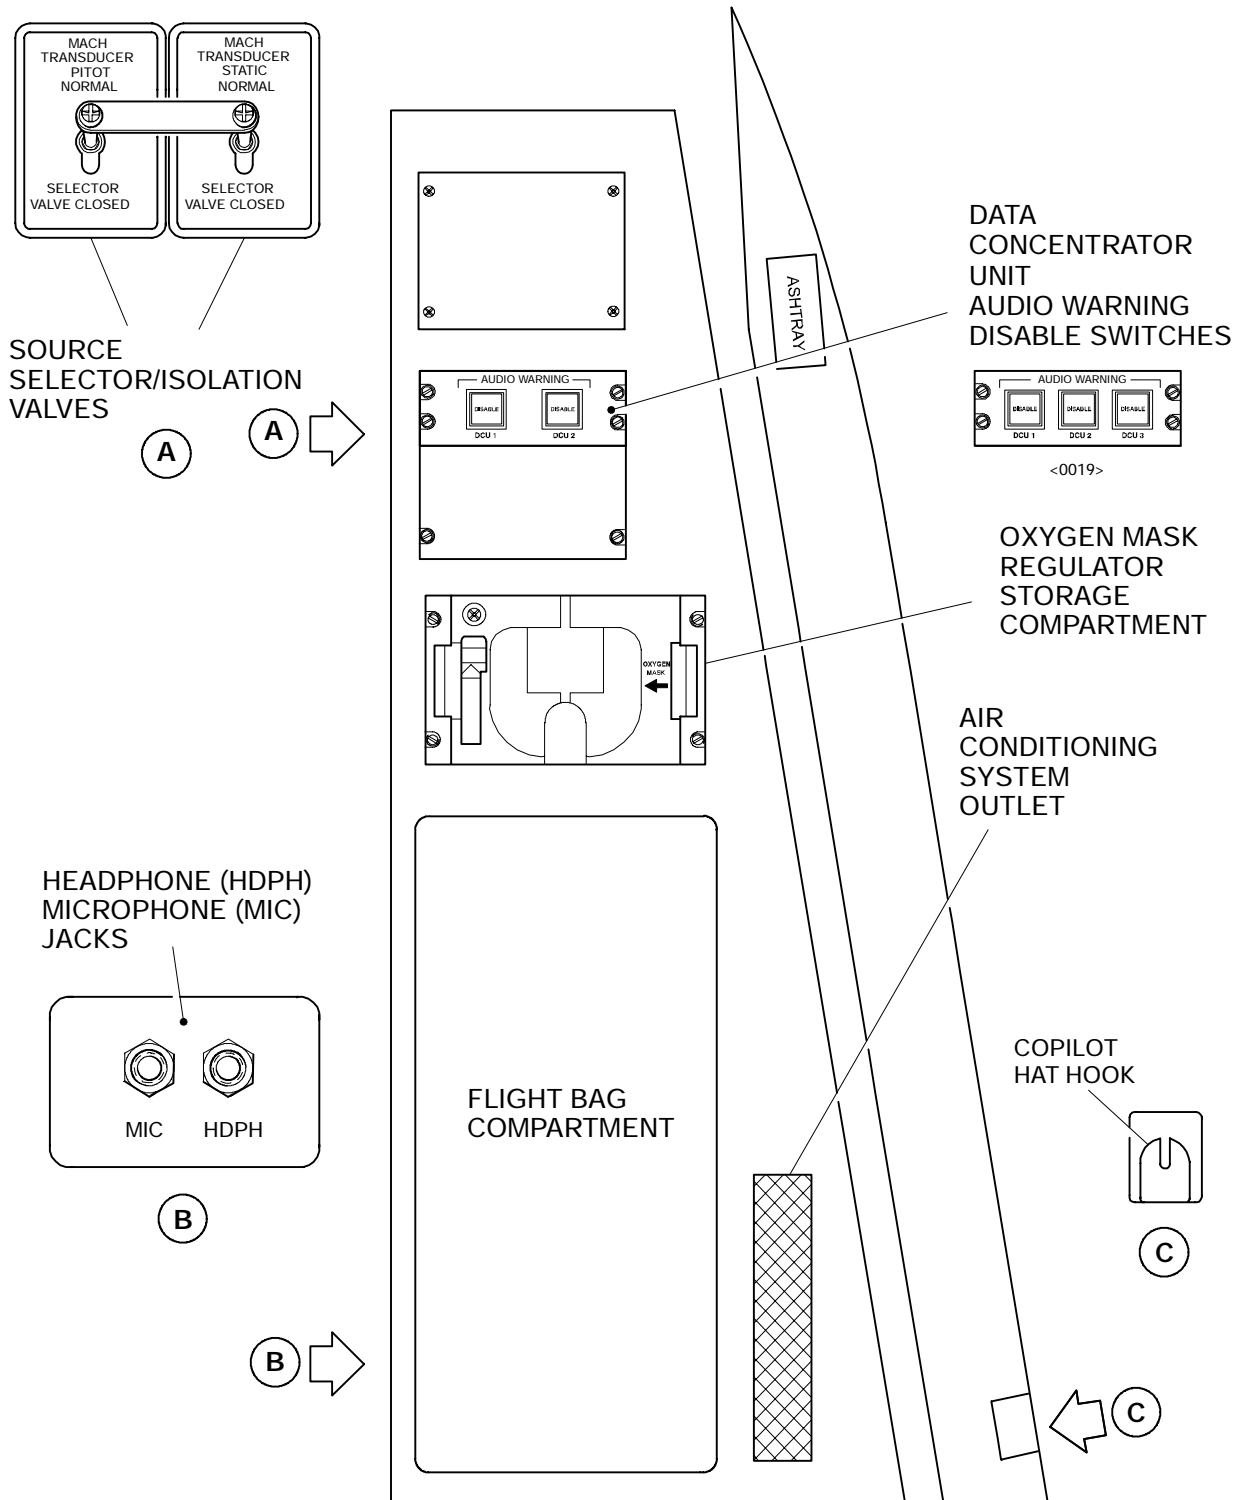 MACH
TRANSDUCER
PITOT
NORMAL
SELECTOR
VALVE CLOSED
MACH
TRANSDUCER
STATIC
NORMAL
SELECTOR
VALVE CLOSED
SOURCE
SELECTOR/ISOLATION
VALVES
A
A
AUDIO WARNING
DISABLE
DISABLE
DCU 1
DCU 2
ASHTRAY
DATA
CONCENTRATOR
UNIT
AUDIO WARNING
DISABLE SWITCHES
AUDIO WARNING
DISABLE
DISABLE
DISABLE
DCU 1
DCU 2
DCU 3
<0019>
OXYGEN MASK
REGULATOR
STORAGE
COMPARTMENT
OXYGEN
MASK
AIR
CONDITIONING
SYSTEM
OUTLET
HEADPHONE (HDPH)
MICROPHONE (MIC)
JACKS
MIC
HDPH
B
FLIGHT BAG
COMPARTMENT
COPILOT
HAT HOOK
C
B
C